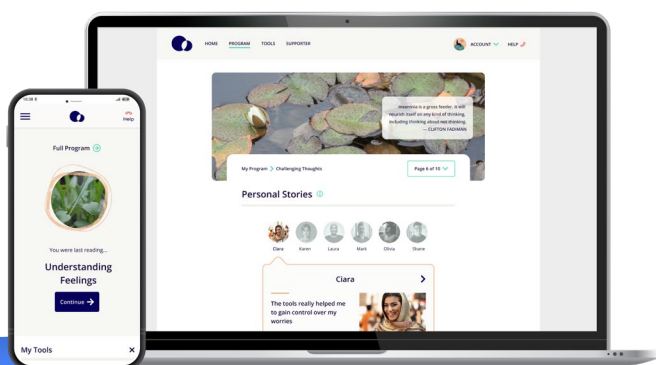 HOME PROGRAM TOOLS SUPPORTER ACCOUNT HELP
insomnia is a gross feeder. It will
nourish itself on any kind of thinking,
including thinking about not thinking.
— CLIFTON FADIMAN
My Program > Challenging Thoughts
Page 6 of 10
Personal Stories
Ciara Karen Laura Mark Olivia Shane
Ciara
The tools really helped me
to gain control over my
worries
Help
Full Program
You were last reading...
Understanding
Feelings
Continue
My Tools